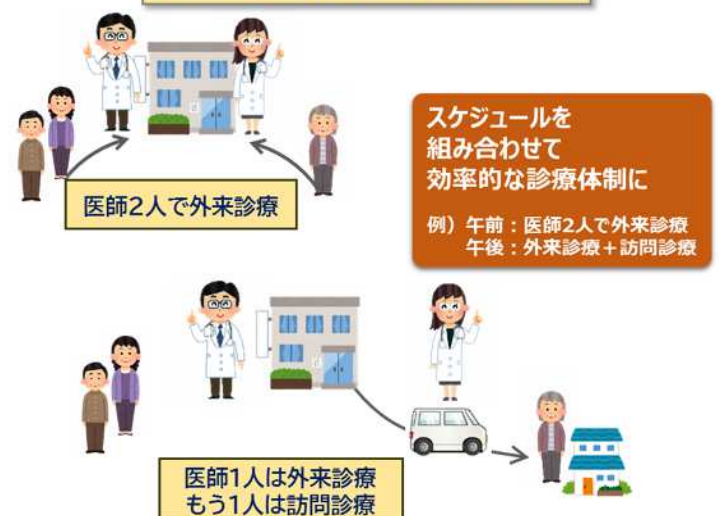 医師2人で外来診療
スケジュールを
組み合わせて
効率的な診療体制に
例）午前：医師2人で外来診療
午後：外来診療＋訪問診療
医師1人は外来診療
もう1人は訪問診療